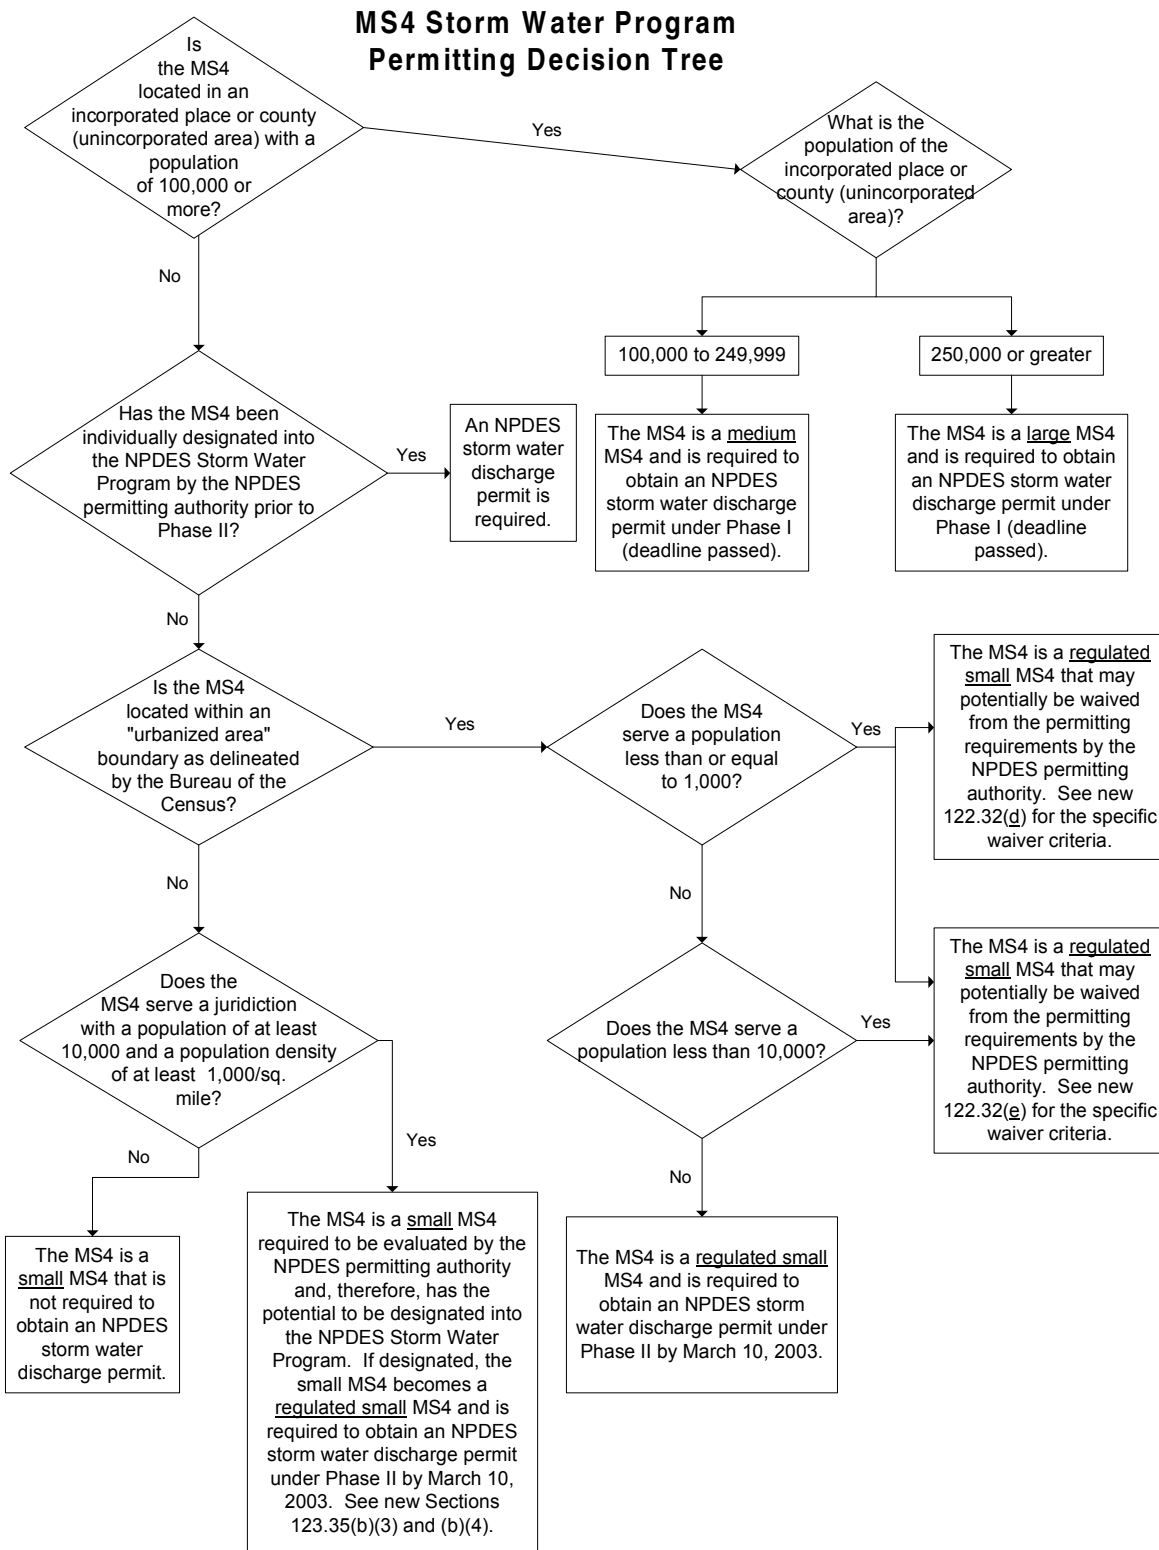 MS4 Storm Water Program
Permitting Decision Tree
Is
the MS4
located in an
incorporated place or county
(unincorporated area) with a
population
of 100,000 or
more?
Yes
What is the
population of the
incorporated place or
county (unincorporated
area)?
No
100,000 to 249,999
250,000 or greater
Has the MS4 been
individually designated into
the NPDES Storm Water
Program by the NPDES
permitting authority prior to
Phase II?
Yes
An NPDES
storm water
discharge
permit is
required.
The MS4 is a medium
MS4 and is required to
obtain an NPDES
storm water discharge
permit under Phase I
(deadline passed).
The MS4 is a large MS4
and is required to obtain
an NPDES storm water
discharge permit under
Phase I (deadline
passed).
No
Is the MS4
located within an
"urbanized area"
boundary as delineated
by the Bureau of the
Census?
Yes
Does the MS4
serve a population
less than or equal
to 1,000?
Yes
The MS4 is a regulated
small MS4 that may
potentially be waived
from the permitting
requirements by the
NPDES permitting
authority.  See new
122.32(d) for the specific
waiver criteria.
No
No
Does the
MS4 serve a juridiction
with a population of at least
10,000 and a population density
of at least  1,000/sq.
mile?
Does the MS4 serve a
population less than 10,000?
Yes
The MS4 is a regulated
small MS4 that may
potentially be waived
from the permitting
requirements by the
NPDES permitting
authority.  See new
122.32(e) for the specific
waiver criteria.
No
Yes
No
The MS4 is a
small MS4 that is
not required to
obtain an NPDES
storm water
discharge permit.
The MS4 is a small MS4
required to be evaluated by the
NPDES permitting authority
and, therefore, has the
potential to be designated into
the NPDES Storm Water
Program.  If designated, the
small MS4 becomes a
regulated small MS4 and is
required to obtain an NPDES
storm water discharge permit
under Phase II by March 10,
2003.  See new Sections
123.35(b)(3) and (b)(4).
The MS4 is a regulated small
MS4 and is required to
obtain an NPDES storm
water discharge permit under
Phase II by March 10, 2003.